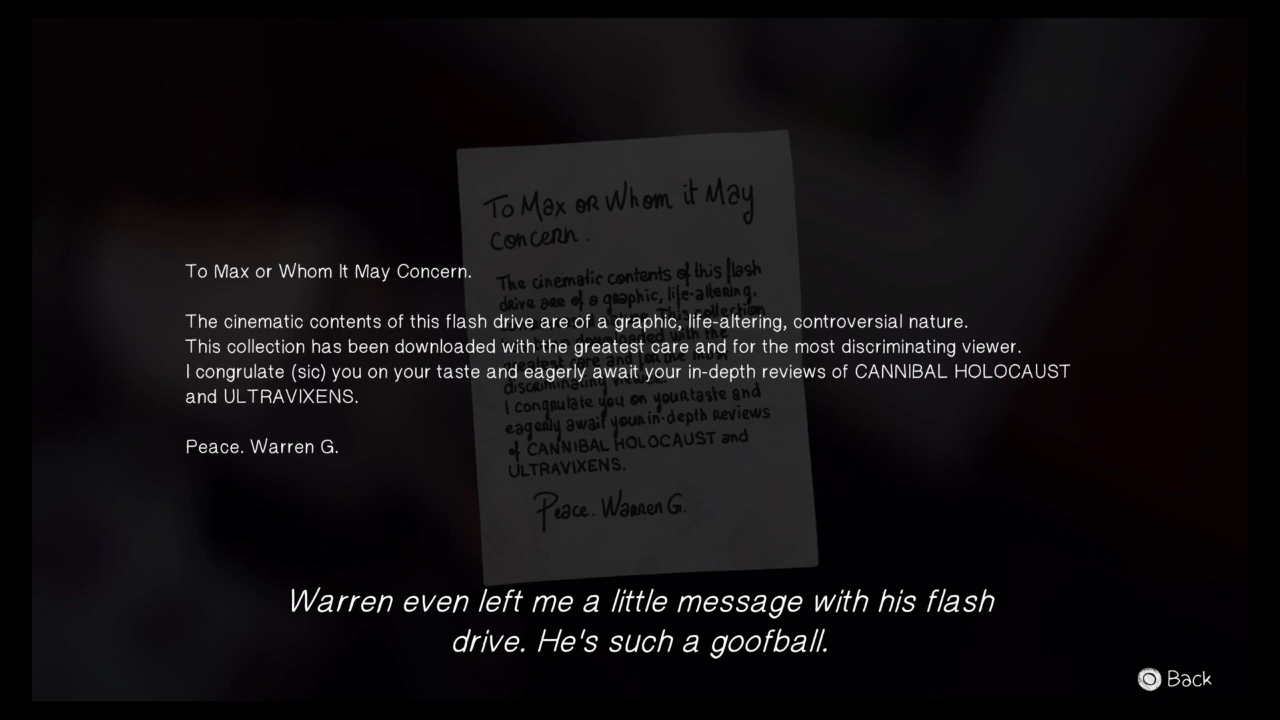 To Max or Whom it May
Concern.
The cinematic contents of this flash
drive are of a graphic, life-altering,
discriminating viewer.
I congrulate you on your taste and
eagerly await your in-depth reviews
of CANNIBAL HOLOCAUST and
ULTRAVIXENS.
Peace. Warren G.
To Max or Whom It May Concern.
The cinematic contents of this flash drive are of a graphic, life-altering, controversial nature.
This collection has been downloaded with the greatest care and for the most discriminating viewer.
I congrulate (sic) you on your taste and eagerly await your in-depth reviews of CANNIBAL HOLOCAUST
and ULTRAVIXENS.
Peace. Warren G.
Warren even left me a little message with his flash
drive. He's such a goofball.
Back